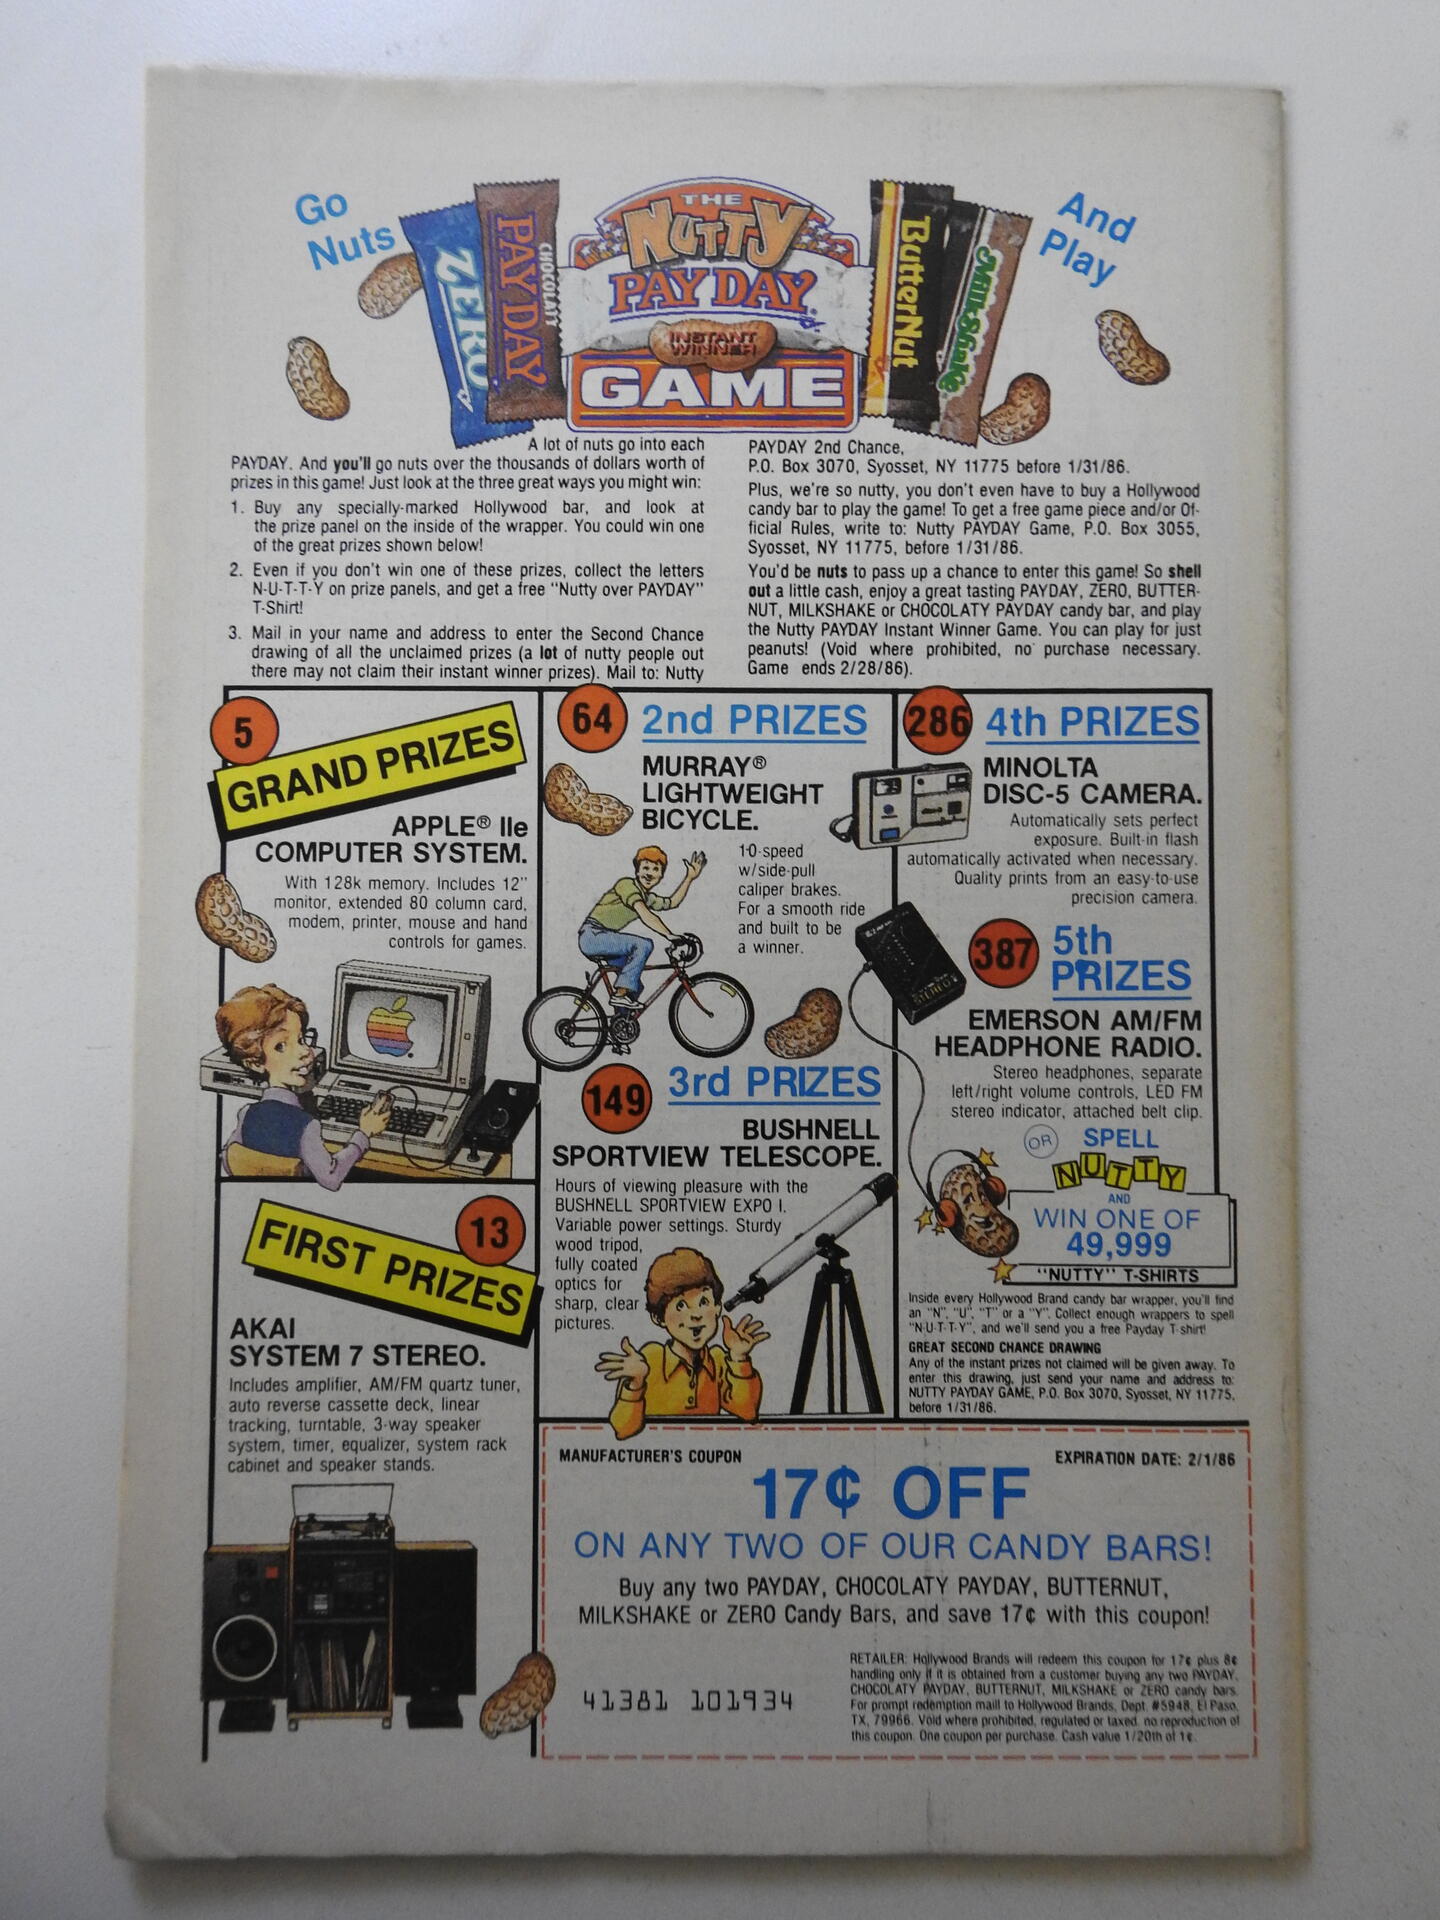 Go
Nuts
ZERO
CHOCOLATY
PAYDAY
THE
NUTTY
PAYDAY
INSTANT
WINNER
GAME
ButterNut
MilkShake
And
Play
A lot of nuts go into each
PAYDAY. And you'll go nuts over the thousands of dollars worth of
prizes in this game! Just look at the three great ways you might win:
1. Buy any specially-marked Hollywood bar, and look at
the prize panel on the inside of the wrapper. You could win one
of the great prizes shown below!
2. Even if you don't win one of these prizes, collect the letters
N-U-T-T-Y on prize panels, and get a free "Nutty over PAYDAY"
T-Shirt!
3. Mail in your name and address to enter the Second Chance
drawing of all the unclaimed prizes (a lot of nutty people out
there may not claim their instant winner prizes). Mail to: Nutty
PAYDAY 2nd Chance,
P.O. Box 3070, Syosset, NY 11775 before 1/31/86.
Plus, we're so nutty, you don't even have to buy a Hollywood
candy bar to play the game! To get a free game piece and/or Of-
ficial Rules, write to: Nutty PAYDAY Game, P.O. Box 3055,
Syosset, NY 11775, before 1/31/86.
You'd be nuts to pass up a chance to enter this game! So shell
out a little cash, enjoy a great tasting PAYDAY, ZERO, BUTTER-
NUT, MILKSHAKE or CHOCOLATY PAYDAY candy bar, and play
the Nutty PAYDAY Instant Winner Game. You can play for just
peanuts! (Void where prohibited, no purchase necessary.
Game ends 2/28/86).
5
GRAND PRIZES
APPLE® IIe
COMPUTER SYSTEM.
With 128k memory. Includes 12"
monitor, extended 80 column card,
modem, printer, mouse and hand
controls for games.
13
FIRST PRIZES
AKAI
SYSTEM 7 STEREO.
Includes amplifier, AM/FM quartz tuner,
auto reverse cassette deck, linear
tracking, turntable, 3-way speaker
system, timer, equalizer, system rack
cabinet and speaker stands.
64
2nd PRIZES
MURRAY®
LIGHTWEIGHT
BICYCLE.
10-speed
w/side-pull
caliper brakes.
For a smooth ride
and built to be
a winner.
149
3rd PRIZES
BUSHNELL
SPORTVIEW TELESCOPE.
Hours of viewing pleasure with the
BUSHNELL SPORTVIEW EXPO I.
Variable power settings. Sturdy
wood tripod,
fully coated
optics for
sharp, clear
pictures.
286
4th PRIZES
MINOLTA
DISC-5 CAMERA.
Automatically sets perfect
exposure. Built-in flash
automatically activated when necessary.
Quality prints from an easy-to-use
precision camera.
387
5th
PRIZES
EMERSON AM/FM
HEADPHONE RADIO.
Stereo headphones, separate
left/right volume controls, LED FM
stereo indicator, attached belt clip.
OR
SPELL
NUTTY
AND
WIN ONE OF
49,999
"NUTTY" T-SHIRTS
Inside every Hollywood Brand candy bar wrapper, you'll find
an "N", "U", "T" or a "Y". Collect enough wrappers to spell
"N-U-T-T-Y", and we'll send you a free Payday T-shirt!
GREAT SECOND CHANCE DRAWING
Any of the instant prizes not claimed will be given away. To
enter this drawing, just send your name and address to:
NUTTY PAYDAY GAME, P.O. Box 3070, Syosset, NY 11775,
before 1/31/86.
MANUFACTURER'S COUPON
EXPIRATION DATE: 2/1/86
17¢ OFF
ON ANY TWO OF OUR CANDY BARS!
Buy any two PAYDAY, CHOCOLATY PAYDAY, BUTTERNUT,
MILKSHAKE or ZERO Candy Bars, and save 17¢ with this coupon!
41381 101934
RETAILER: Hollywood Brands will redeem this coupon for 17¢ plus 8¢
handling only if it is obtained from a customer buying any two PAYDAY,
CHOCOLATY PAYDAY, BUTTERNUT, MILKSHAKE or ZERO candy bars.
For prompt redemption maill to Hollywood Brands, Dept. #5948, El Paso,
TX, 79966. Void where prohibited, regulated or taxed. no reproduction of
this coupon. One coupon per purchase. Cash value 1/20th of 1¢.